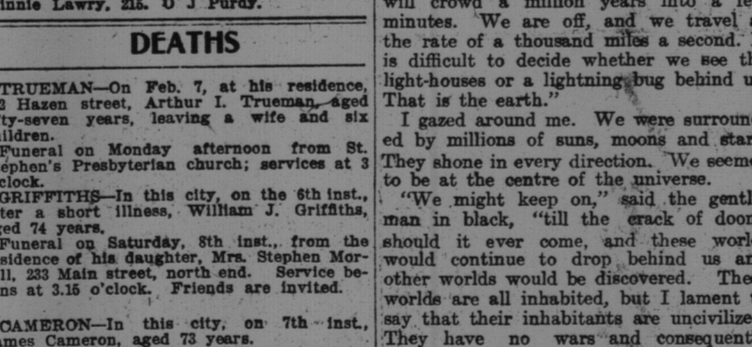 innie Lawry, 215. O J Purdy.
DEATHS
TRUEMAN—On Feb. 7, at his residence,
3 Hazen street, Arthur I. Trueman, aged
ty-seven years, leaving a wife and six
ildren.
Funeral on Monday afternoon from St.
ephen's Presbyterian church; services at 3
clock.
GRIFFITHS—In this city, on the 6th inst.,
ter a short illness, William J. Griffiths,
ed 74 years.
Funeral on Saturday, 8th inst., from the
sidence of his daughter, Mrs. Stephen Mor-
ll, 233 Main street, north end. Service be-
ns at 3.15 o'clock. Friends are invited.
CAMERON—In this city, on 7th inst.,
ames Cameron, aged 73 years.
will crowd a million years into a
minutes. We are off, and we travel
the rate of a thousand miles a second.
is difficult to decide whether we see th
light-houses or a lightning bug behind u
That is the earth."
I gazed around me. We were surroun
ed by millions of suns, moons and star
They shone in every direction. We seeme
to be at the centre of the universe.
"We might keep on," said the gentl
man in black, "till the crack of doom
should it ever come, and these worl
would continue to drop behind us an
other worlds would be discovered. The
worlds are all inhabited, but I lament
say that their inhabitants are uncivilize
They have no wars and consequent